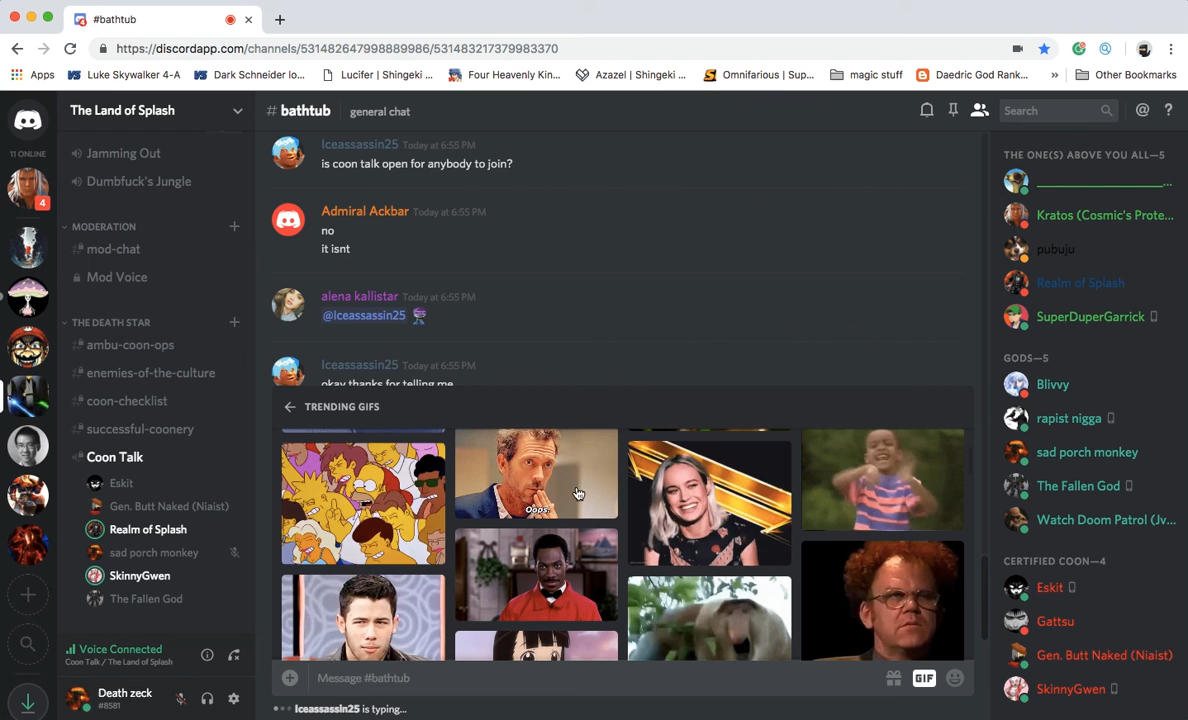 #bathtub
https://discordapp.com/channels/531482647998889986/531483217379983370
Apps
Luke Skywalker 4-A
Dark Schneider lo...
Lucifer | Shingeki ...
Four Heavenly Kin...
Azazel | Shingeki ...
Omnifarious | Sup...
magic stuff
Daedric God Rank...
»
Other Bookmarks
11 ONLINE
4
The Land of Splash
Jamming Out
Dumbfuck's Jungle
MODERATION
mod-chat
Mod Voice
THE DEATH STAR
ambu-coon-ops
enemies-of-the-culture
coon-checklist
successful-coonery
Coon Talk
Eskit
Gen. Butt Naked (Niaist)
Realm of Splash
sad porch monkey
SkinnyGwen
The Fallen God
Voice Connected
Coon Talk / The Land of Splash
Death zeck
#8581
# bathtub general chat
Search
Iceassassin25 Today at 6:55 PM
is coon talk open for anybody to join?
Admiral Ackbar Today at 6:55 PM
no
it isnt
alena kallistar Today at 6:55 PM
@Iceassassin25
Iceassassin25 Today at 6:55 PM
okay thanks for telling me
TRENDING GIFS
Oops.
Message #bathtub
GIF
Iceassassin25 is typing...
THE ONE(S) ABOVE YOU ALL—5
Kratos (Cosmic's Prote...
pubuju
Realm of Splash
SuperDuperGarrick
GODS—5
Blivvy
rapist nigga
sad porch monkey
The Fallen God
Watch Doom Patrol (Jv...
CERTIFIED COON—4
Eskit
Gattsu
Gen. Butt Naked (Niaist)
SkinnyGwen